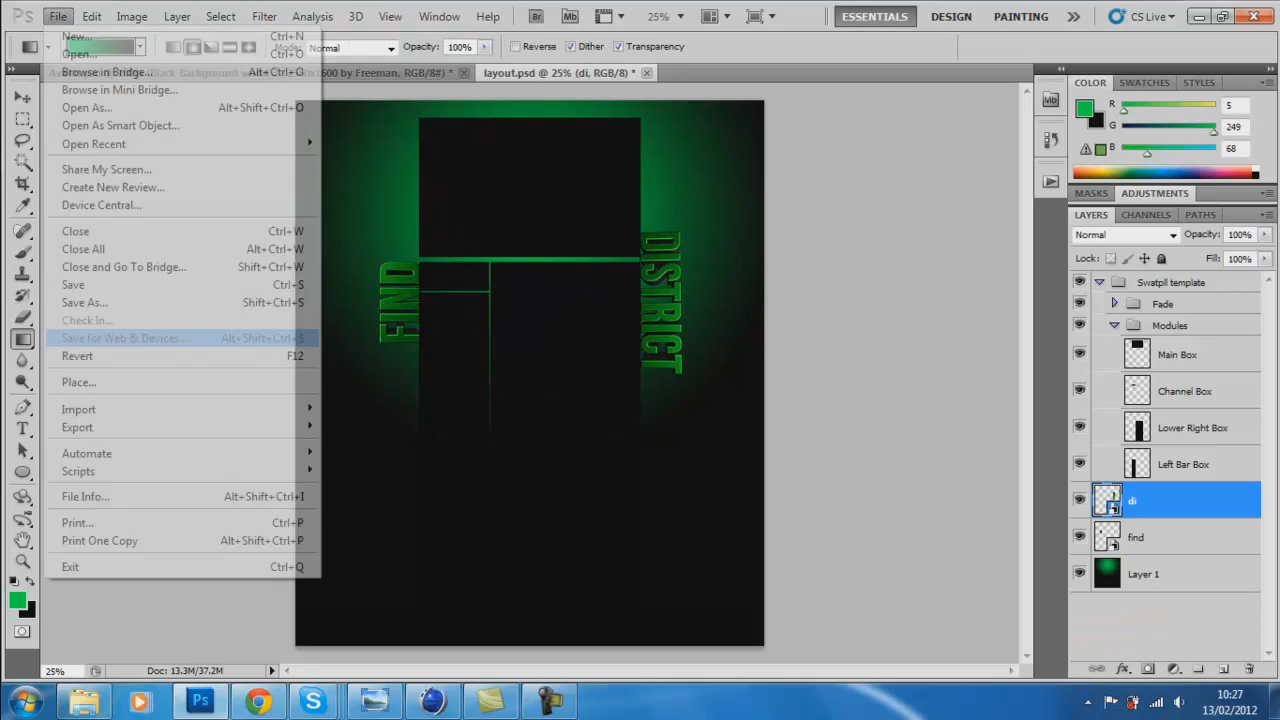 Ps File Edit Image Layer Select Filter Analysis 3D View Window Help Br Mb 25% ESSENTIALS DESIGN PAINTING CS Live
Mode: Normal Opacity: 100% Reverse Dither Transparency
by Freeman, RGB/8#) * layout.psd @ 25% (di, RGB/8) *
New... Ctrl+N
Open... Ctrl+O
Browse in Bridge... Alt+Ctrl+O
Browse in Mini Bridge...
Open As... Alt+Shift+Ctrl+O
Open As Smart Object...
Open Recent
Share My Screen...
Create New Review...
Device Central...
Close Ctrl+W
Close All Alt+Ctrl+W
Close and Go To Bridge... Shift+Ctrl+W
Save Ctrl+S
Save As... Shift+Ctrl+S
Check In...
Save for Web & Devices... Alt+Shift+Ctrl+S
Revert F12
Place...
Import
Export
Automate
Scripts
File Info... Alt+Shift+Ctrl+I
Print... Ctrl+P
Print One Copy Alt+Shift+Ctrl+P
Exit Ctrl+Q
FIND
DISTRICT
Mb
COLOR SWATCHES STYLES
R 5
G 249
B 68
MASKS ADJUSTMENTS
LAYERS CHANNELS PATHS
Normal Opacity: 100%
Lock: Fill: 100%
Swatpll template
Fade
Modules
Main Box
Channel Box
Lower Right Box
Left Bar Box
di
find
Layer 1
25% Doc: 13.3M/37.2M
Ps
10:27
13/02/2012